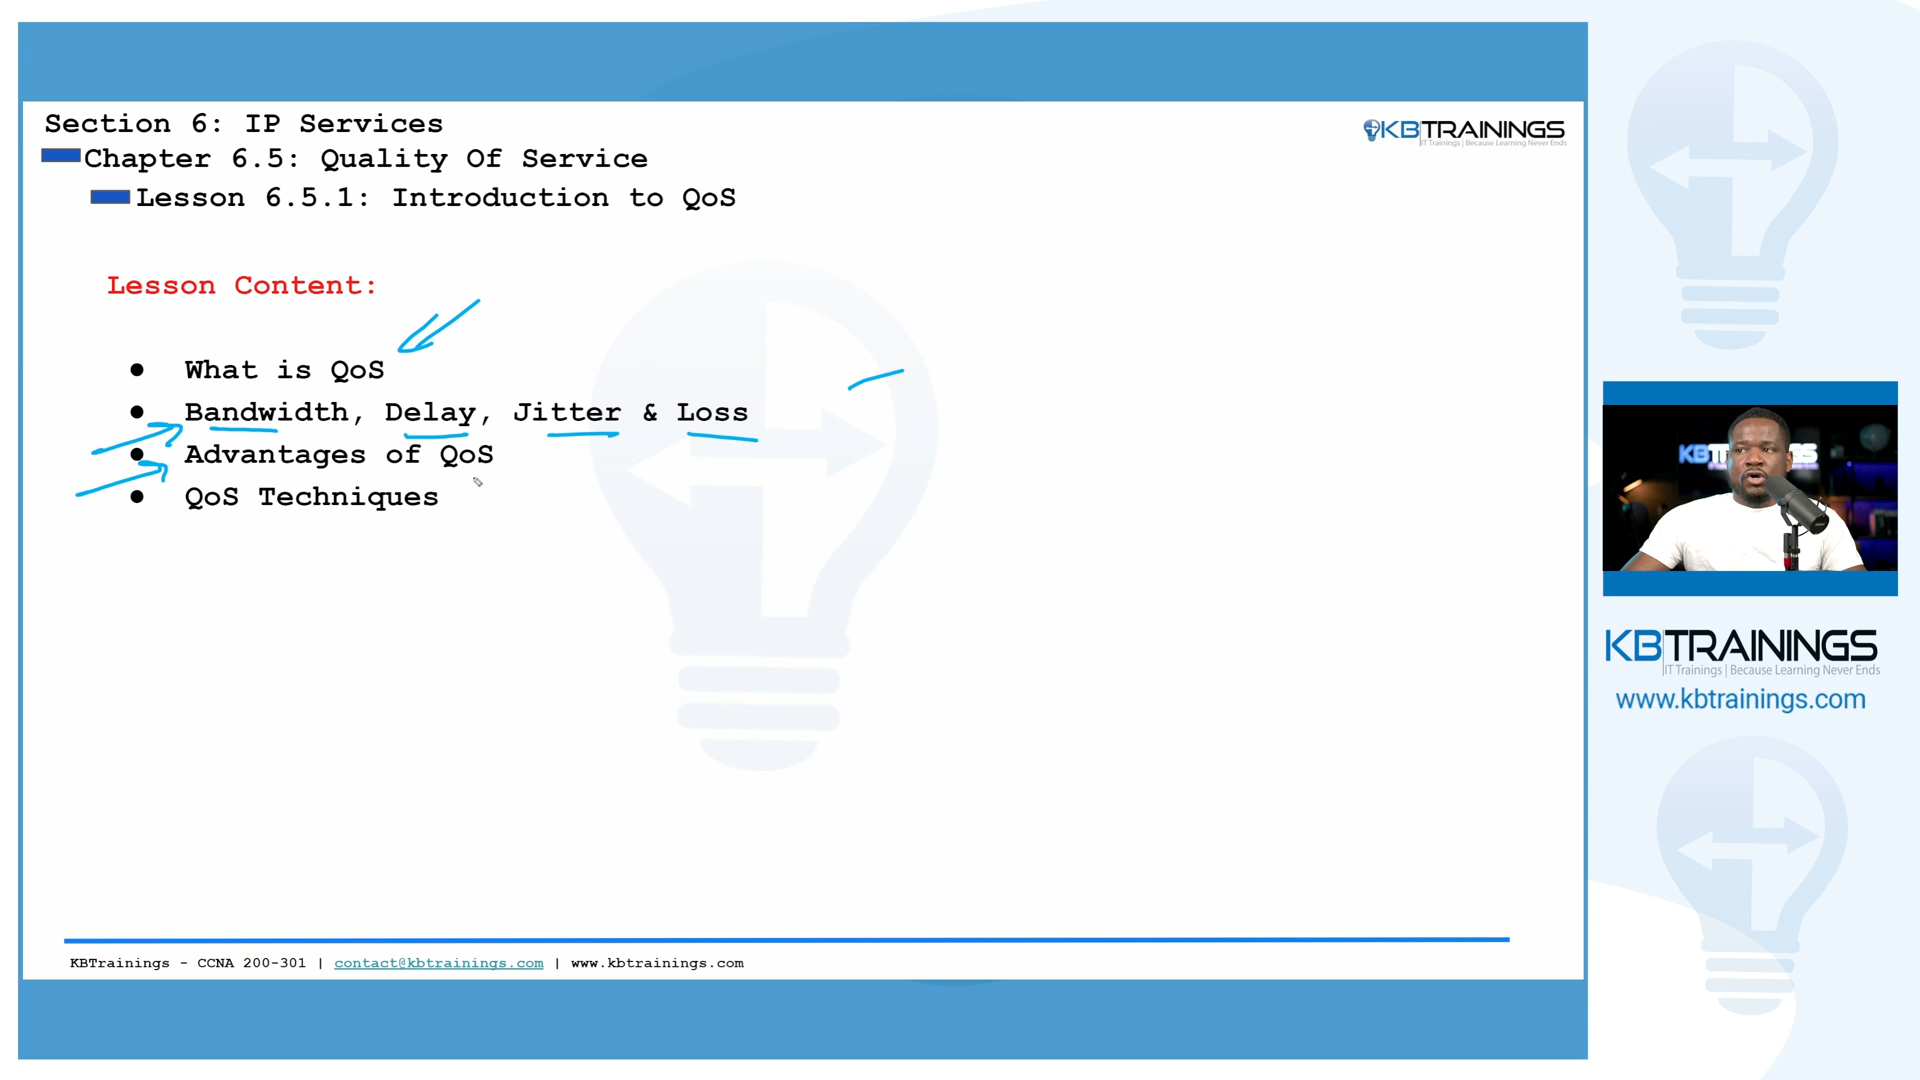 Section 6: IP Services
KBTRAININGS
IT Trainings | Because Learning Never Ends
Chapter 6.5: Quality Of Service
Lesson 6.5.1: Introduction to QoS
Lesson Content:
● What is QoS
● Bandwidth, Delay, Jitter & Loss
● Advantages of QoS
● QoS Techniques
KBTrainings - CCNA 200-301 | contact@kbtrainings.com | www.kbtrainings.com
KBTRAININGS
IT Trainings | Because Learning Never Ends
www.kbtrainings.com